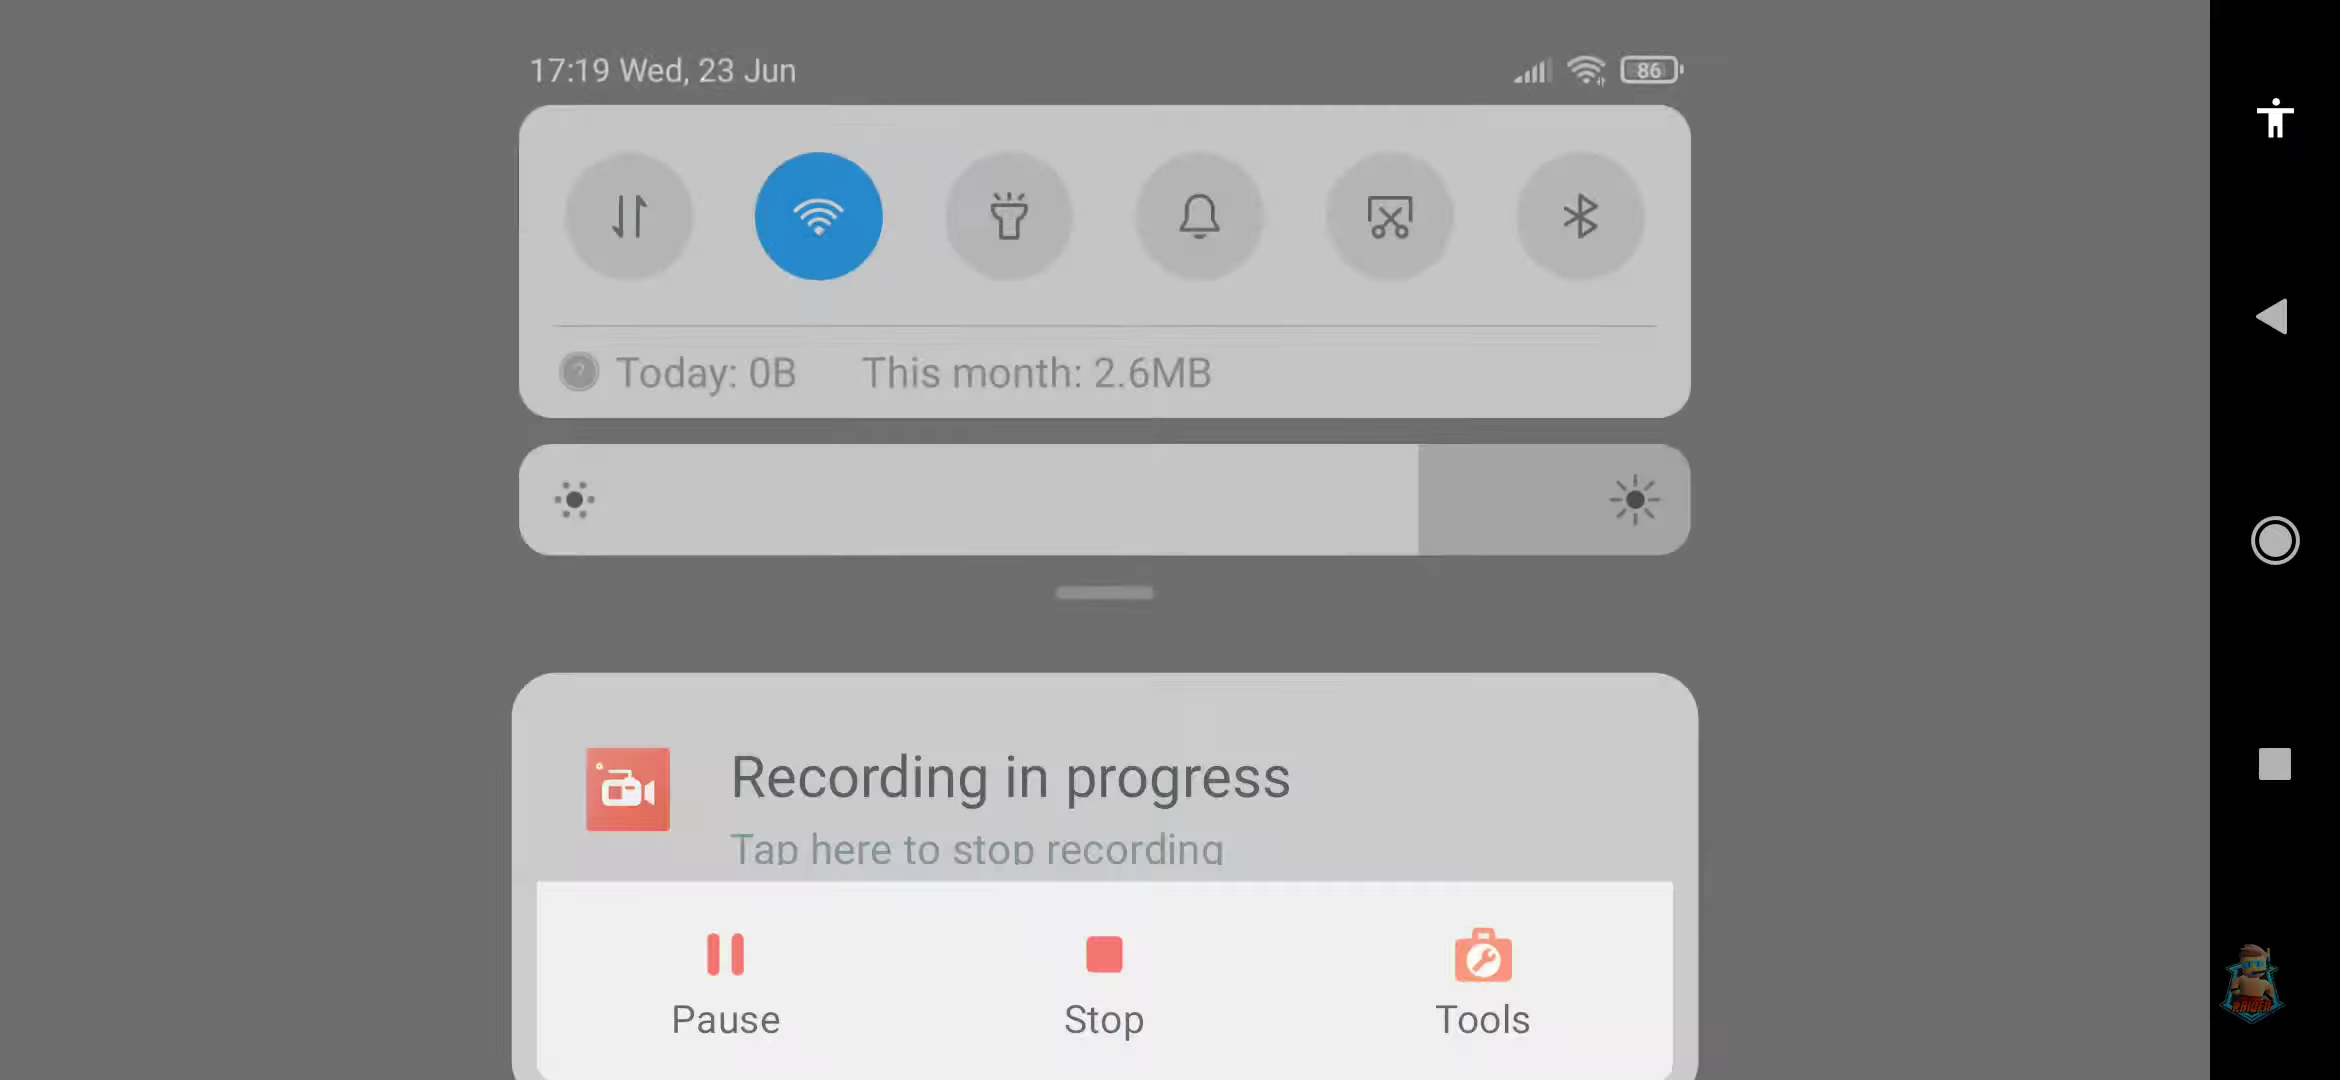 17:19 Wed, 23 Jun
86
Today: 0B
This month: 2.6MB
Recording in progress
Tap here to stop recording
Pause
Stop
Tools
RAIDER